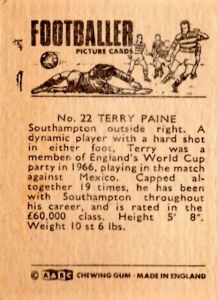 FOOTBALLER
PICTURE CARDS
No. 22 TERRY PAINE
Southampton outside right. A
dynamic player with a hard shot
in either foot, Terry was a
member of England's World Cup
party in 1966, playing in the match
against Mexico. Capped al-
together 19 times, he has been
with Southampton throughout
his career, and is rated in the
£60,000 class. Height 5' 8".
Weight 10 st 6 lbs.
© A&BC CHEWING GUM - MADE IN ENGLAND